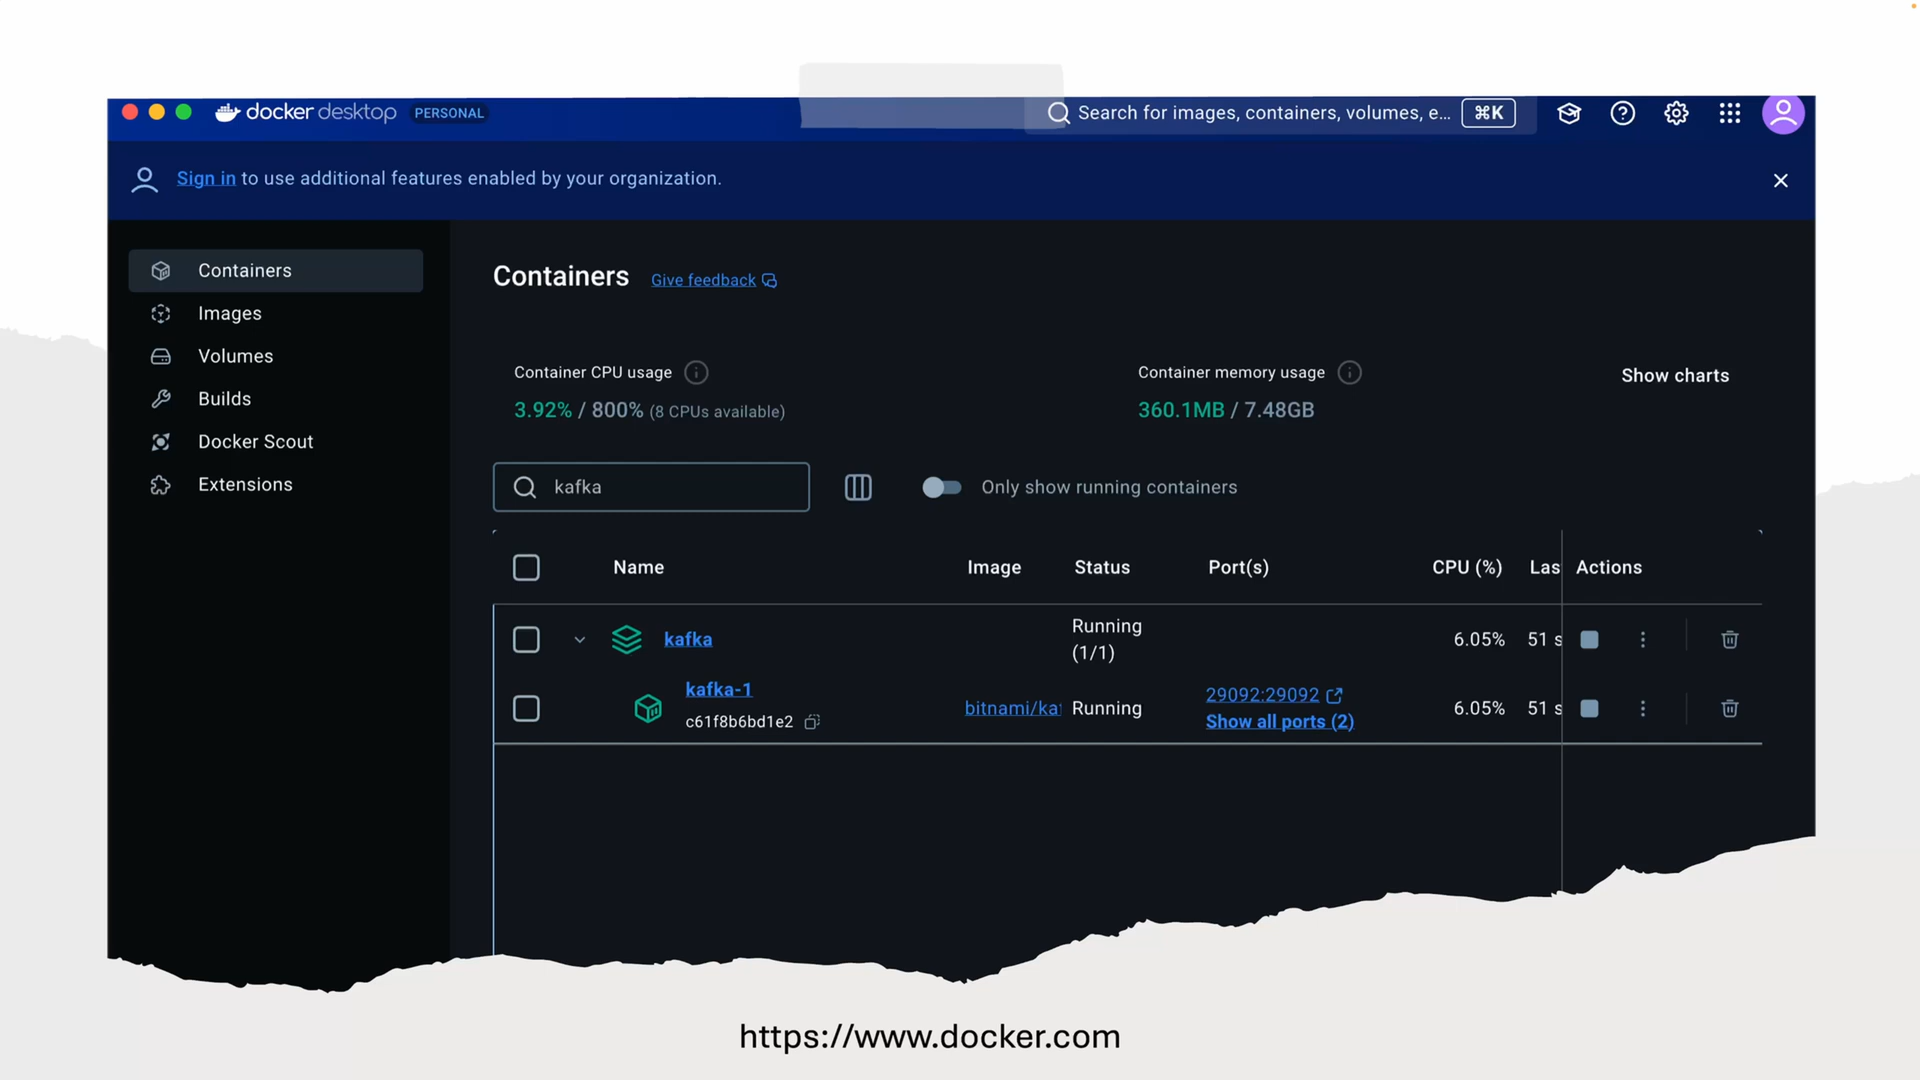 docker desktop PERSONAL
Search for images, containers, volumes, e... ⌘K
Sign in to use additional features enabled by your organization.
Containers
Images
Volumes
Builds
Docker Scout
Extensions
Containers Give feedback
Container CPU usage
3.92% / 800% (8 CPUs available)
Container memory usage
360.1MB / 7.48GB
Show charts
kafka
Only show running containers
Name Image Status Port(s) CPU (%) Las Actions
kafka Running (1/1) 6.05% 51 s
kafka-1
c61f8b6bd1e2
bitnami/kaf Running
29092:29092
Show all ports (2)
6.05% 51 s
https://www.docker.com